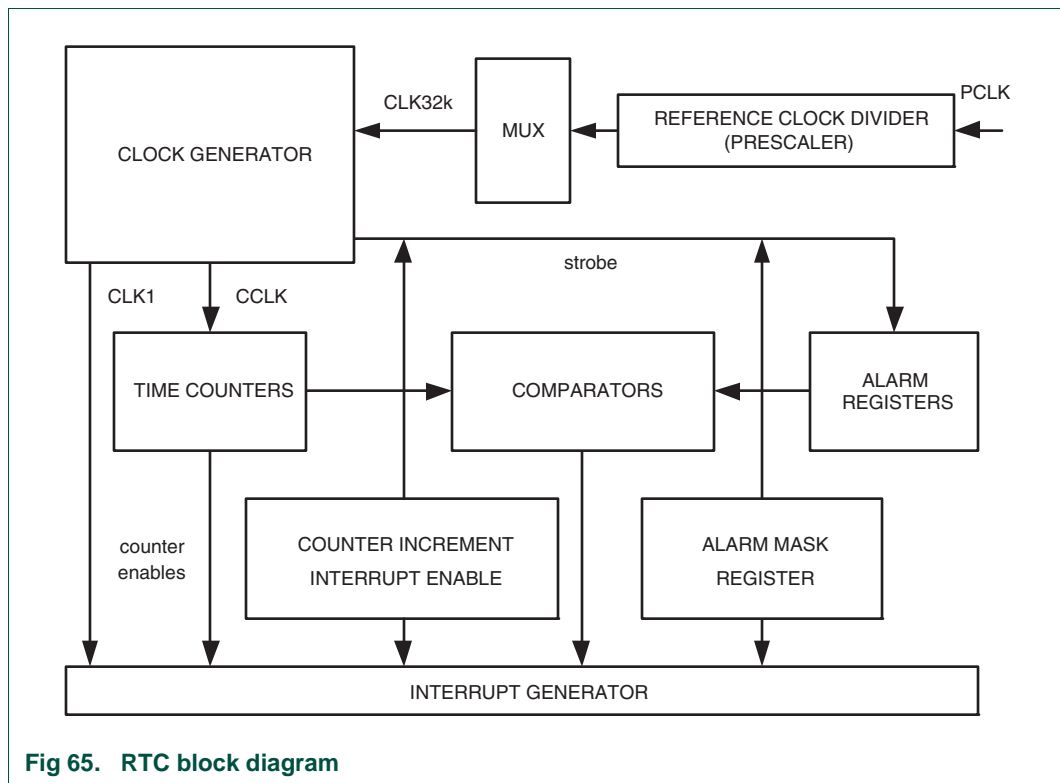 CLOCK GENERATOR
CLK32k
MUX
REFERENCE CLOCK DIVIDER
(PRESCALER)
PCLK
strobe
CLK1
CCLK
TIME COUNTERS
COMPARATORS
ALARM
REGISTERS
counter
enables
COUNTER INCREMENT
INTERRUPT ENABLE
ALARM MASK
REGISTER
INTERRUPT GENERATOR
Fig 65. RTC block diagram